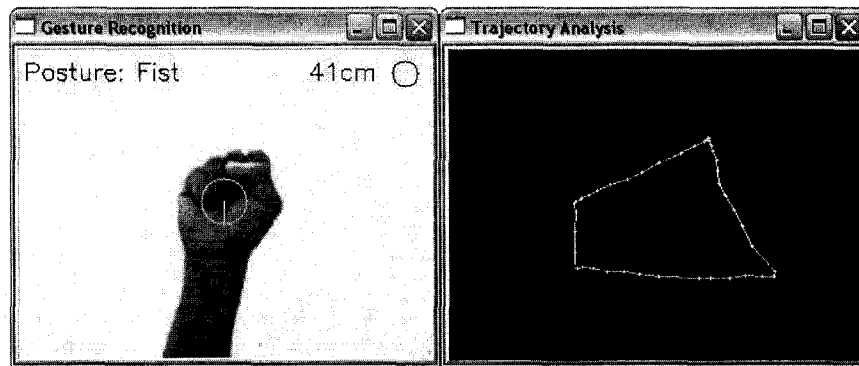 Gesture Recognition
Posture: Fist 41cm
Trajectory Analysis